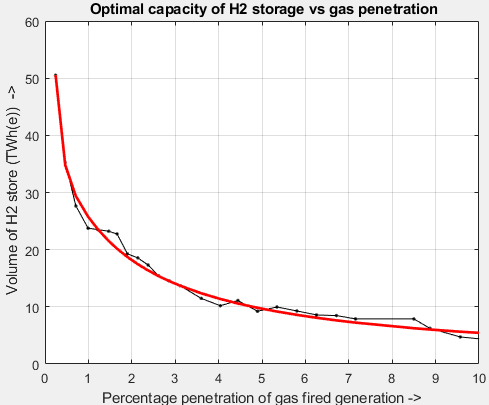 Optimal capacity of H2 storage vs gas penetration
60
50
40
30
20
10
0
Volume of H2 store (TWh(e)) ->
0 1 2 3 4 5 6 7 8 9 10
Percentage penetration of gas fired generation ->